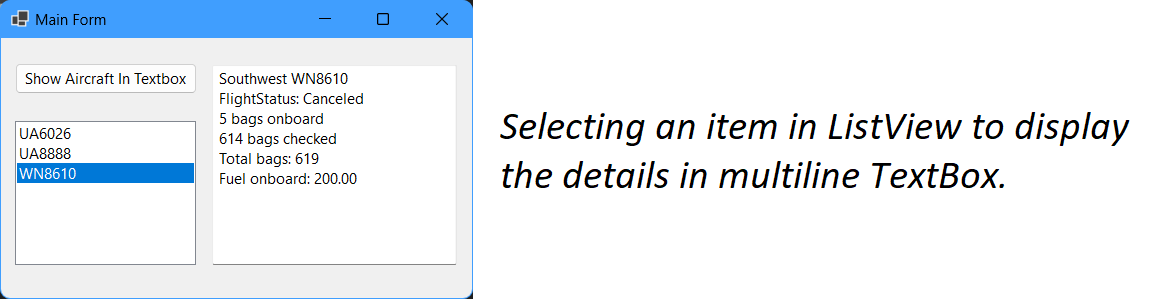 Main Form
Show Aircraft In Textbox
UA6026
UA8888
WN8610
Southwest WN8610
FlightStatus: Canceled
5 bags onboard
614 bags checked
Total bags: 619
Fuel onboard: 200.00
Selecting an item in ListView to display
the details in multiline TextBox.